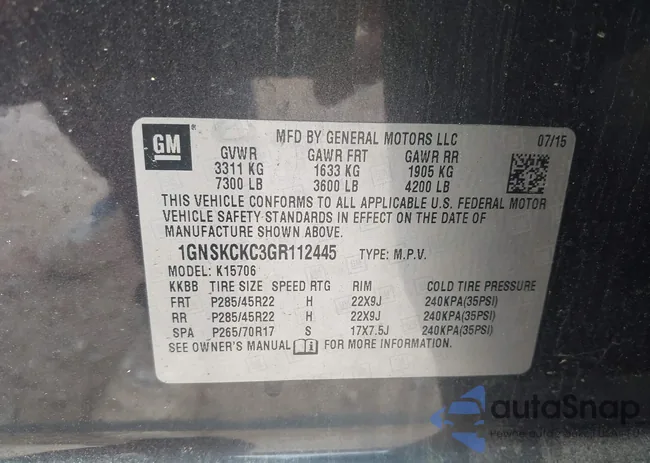 GM
MFD BY GENERAL MOTORS LLC 07/15
GVWR GAWR FRT GAWR RR
3311 KG 1633 KG 1905 KG
7300 LB 3600 LB 4200 LB
THIS VEHICLE CONFORMS TO ALL APPLICABLE U.S. FEDERAL MOTOR
VEHICLE SAFETY STANDARDS IN EFFECT ON THE DATE OF
MANUFACTURE SHOWN ABOVE.
1GNSKCKC3GR112445 TYPE: M.P.V.
MODEL: K15706
KKBB TIRE SIZE SPEED RTG RIM COLD TIRE PRESSURE
FRT P285/45R22 H 22X9J 240KPA(35PSI)
RR P285/45R22 H 22X9J 240KPA(35PSI)
SPA P265/70R17 S 17X7.5J 240KPA(35PSI)
SEE OWNER'S MANUAL i FOR MORE INFORMATION.
autoSnap